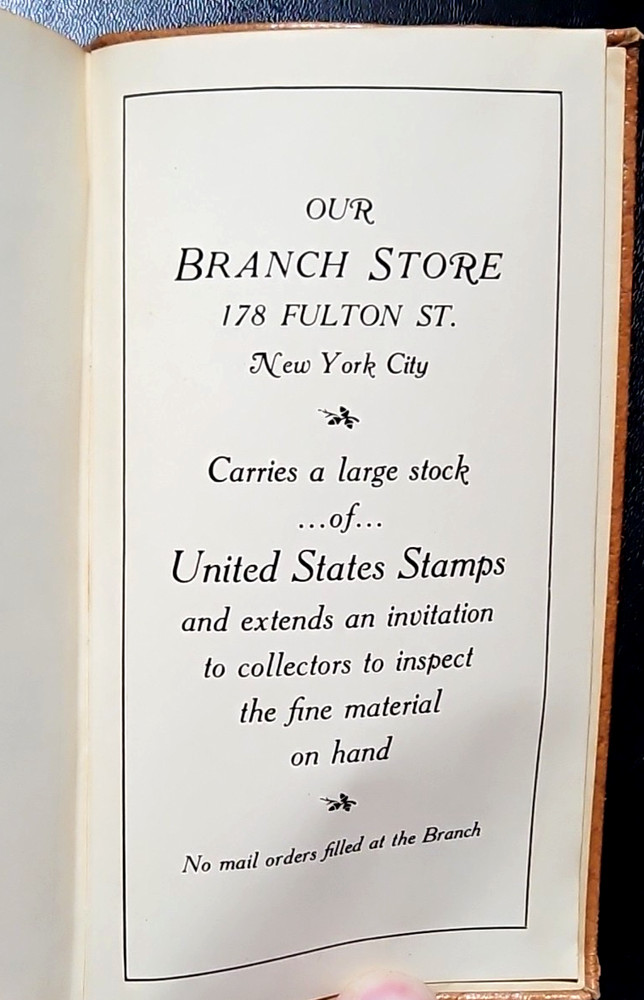 OUR
BRANCH STORE
178 FULTON ST.
New York City
Carries a large stock
...of...
United States Stamps
and extends an invitation
to collectors to inspect
the fine material
on hand
No mail orders filled at the Branch